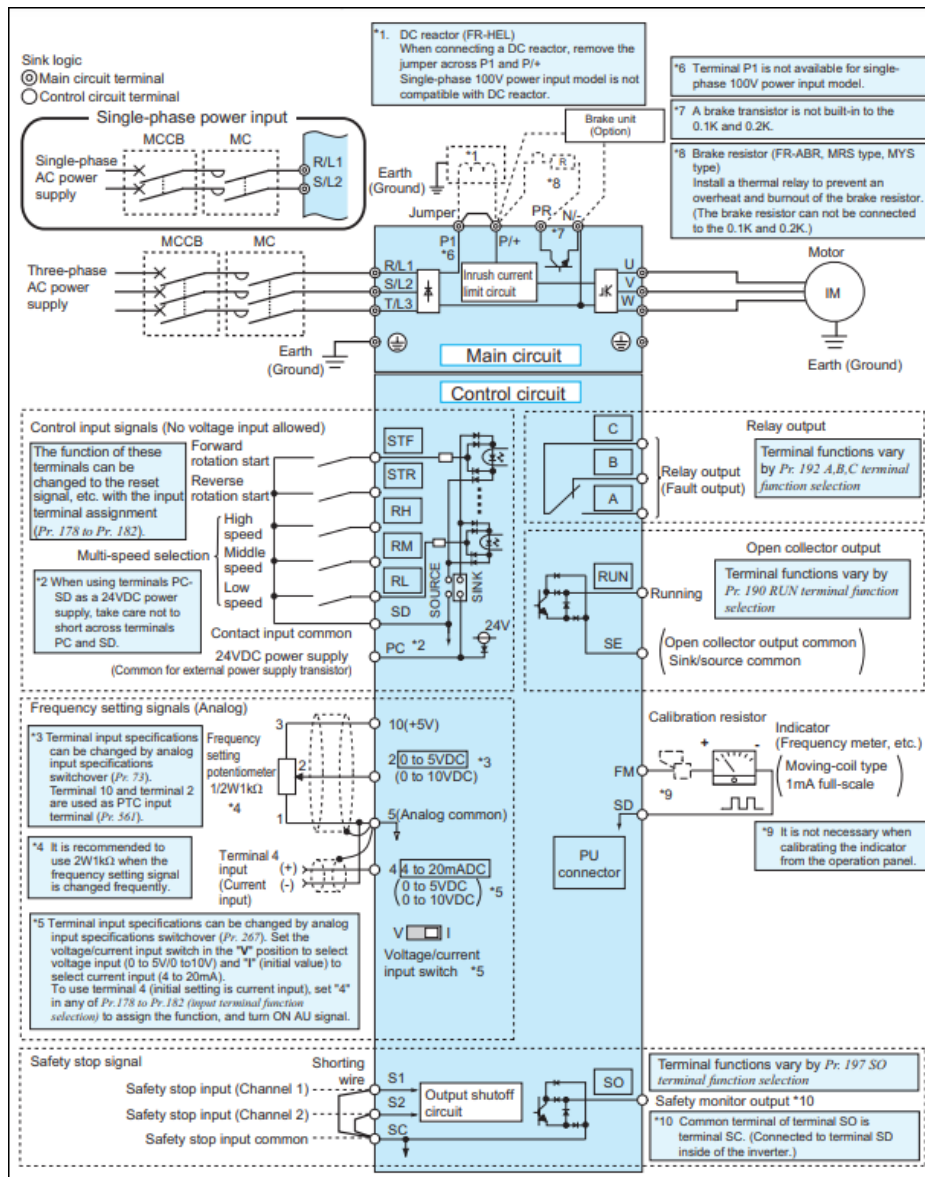 *1. DC reactor (FR-HEL)
When connecting a DC reactor, remove the
jumper across P1 and P/+
Single-phase 100V power input model is not
compatible with DC reactor.
Sink logic
Main circuit terminal
Control circuit terminal
*6 Terminal P1 is not available for single-
phase 100V power input model.
*7 A brake transistor is not built-in to the
0.1K and 0.2K.
*8 Brake resistor (FR-ABR, MRS type, MYS
type)
Install a thermal relay to prevent an
overheat and burnout of the brake resistor.
(The brake resistor can not be connected
to the 0.1K and 0.2K.)
Single-phase power input
MCCB
MC
Single-phase
AC power
supply
R/L1
S/L2
Brake unit
(Option)
*1
R
*8
Earth
(Ground)
Jumper
P1
*6
P/+
PR
*7
N/-
MCCB
MC
Three-phase
AC power
supply
R/L1
S/L2
T/L3
Inrush current
limit circuit
U
V
W
Motor
IM
Earth
(Ground)
Earth
(Ground)
Main circuit
Control circuit
Control input signals (No voltage input allowed)
The function of these
terminals can be
changed to the reset
signal, etc. with the input
terminal assignment
(Pr. 178 to Pr. 182).
Forward
rotation start
Reverse
rotation start
High
speed
Multi-speed selection
Middle
speed
Low
speed
*2 When using terminals PC-
SD as a 24VDC power
supply, take care not to
short across terminals
PC and SD.
Contact input common
24VDC power supply
(Common for external power supply transistor)
STF
STR
RH
RM
RL
SD
PC *2
SOURCE
SINK
24V
C
B
A
Relay output
Relay output
(Fault output)
Terminal functions vary
by Pr. 192 A,B,C terminal
function selection
Open collector output
RUN
Running
Terminal functions vary by
Pr. 190 RUN terminal
function selection
SE
Open collector output common
Sink/source common
Frequency setting signals (Analog)
*3 Terminal input specifications
can be changed by analog
input specifications
switchover (Pr. 73).
Terminal 10 and terminal 2
are used as PTC input
terminal (Pr. 561).
Frequency
setting
potentiometer
1/2W1kΩ
*4
3
2
1
10(+5V)
2 0 to 5VDC *3
(0 to 10VDC)
5(Analog common)
*4 It is recommended to
use 2W1kΩ when the
frequency setting signal
is changed frequently.
Terminal 4
input
(Current
input)
(+)
(-)
4 4 to 20mADC
0 to 5VDC
0 to 10VDC
*5
V I
Voltage/current
input switch *5
*5 Terminal input specifications can be changed by analog
input specifications switchover (Pr. 267). Set the
voltage/current input switch in the "V" position to select
voltage input (0 to 5V/0 to10V) and "I" (initial value) to
select current input (4 to 20mA).
To use terminal 4 (initial setting is current input), set "4"
in any of Pr.178 to Pr.182 (input terminal function
selection) to assign the function, and turn ON AU signal.
Calibration resistor
Indicator
(Frequency meter, etc.)
+
-
Moving-coil type
1mA full-scale
FM
*9
SD
PU
connector
*9 It is not necessary when
calibrating the indicator
from the operation panel.
Safety stop signal
Shorting
wire
Safety stop input (Channel 1)
Safety stop input (Channel 2)
Safety stop input common
S1
S2
SC
Output shutoff
circuit
SO
Terminal functions vary by Pr. 197 SO
terminal function selection
Safety monitor output *10
*10 Common terminal of terminal SO is
terminal SC. (Connected to terminal SD
inside of the inverter.)